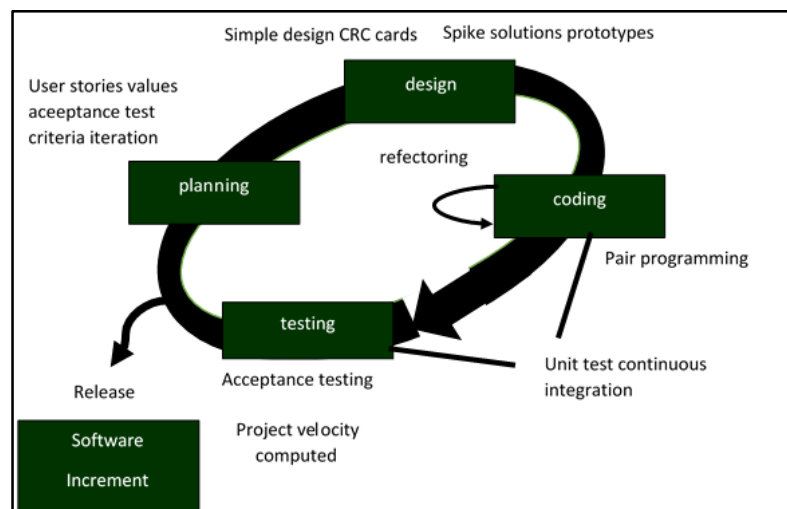 Simple design CRC cards
Spike solutions prototypes
design
User stories values
aceeptance test
criteria iteration
refectoring
planning
coding
Pair programming
testing
Unit test continuous
integration
Acceptance testing
Release
Project velocity
computed
Software
Increment